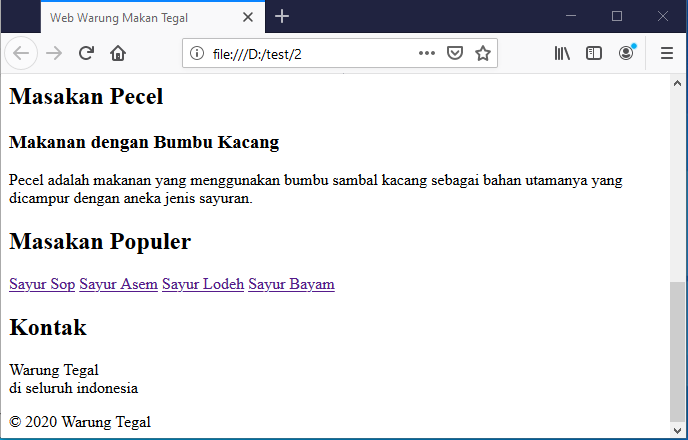 Web Warung Makan Tegal
file:///D:/test/2
Masakan Pecel
Makanan dengan Bumbu Kacang
Pecel adalah makanan yang menggunakan bumbu sambal kacang sebagai bahan utamanya yang
dicampur dengan aneka jenis sayuran.
Masakan Populer
Sayur Sop Sayur Asem Sayur Lodeh Sayur Bayam
Kontak
Warung Tegal
di seluruh indonesia
© 2020 Warung Tegal